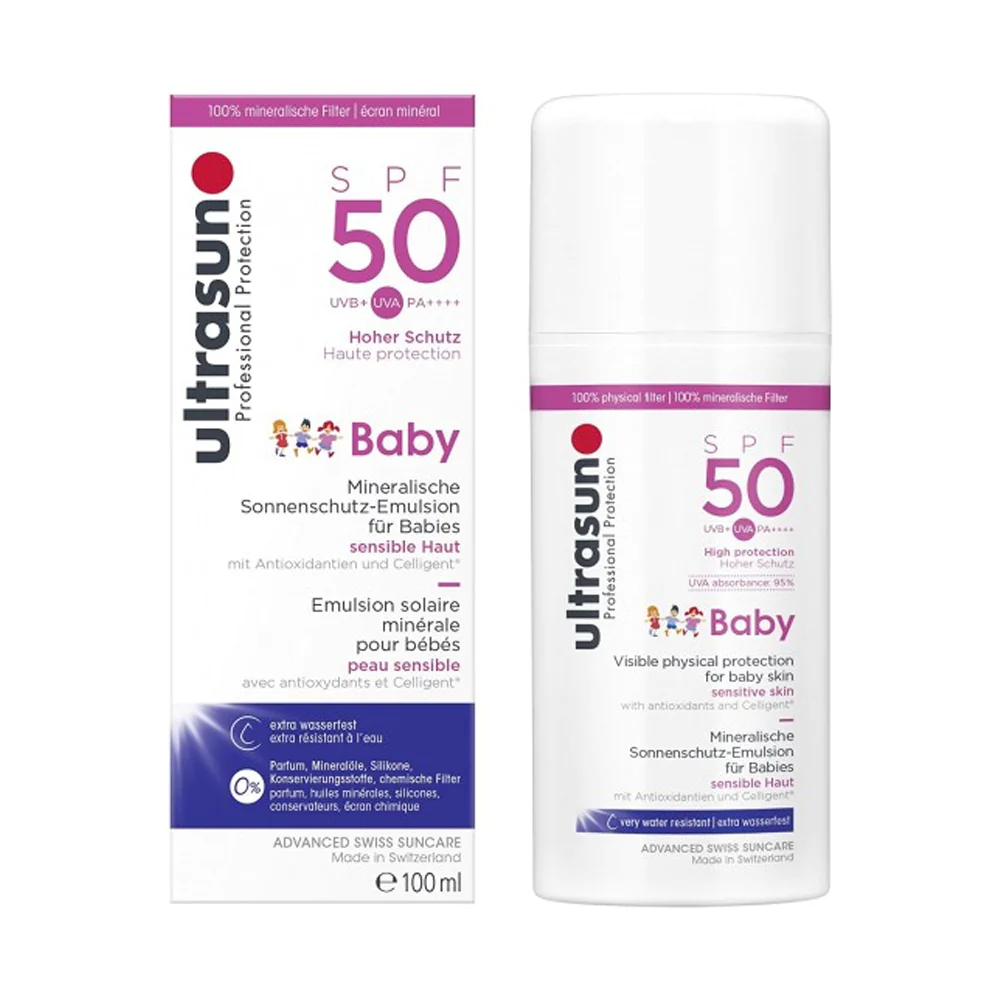 100% mineralische Filter | écran minéral
ultrasun
Professional Protection
SPF
50
UVB+ UVA PA++++
Hoher Schutz
Haute protection
Baby
Mineralische
Sonnenschutz-Emulsion
für Babies
sensible Haut
mit Antioxidantien und Celligent®
Emulsion solaire
minérale
pour bébés
peau sensible
avec antioxydants et Celligent®
extra wasserfest
extra résistant à l'eau
0%
Parfum, Mineralöle, Silikone,
Konservierungsstoffe, chemische Filter
parfum, huiles minérales, silicones,
conservateurs, écran chimique
ADVANCED SWISS SUNCARE
Made in Switzerland
℮100ml
100% physical filter | 100% mineralische Filter
ultrasun
Professional Protection
SPF
50
UVB+ UVA PA++++
High protection
Hoher Schutz
UVA absorbance: 95%
Baby
Visible physical protection
for baby skin
sensitive skin
with antioxidants and Celligent®
Mineralische
Sonnenschutz-Emulsion
für Babies
sensible Haut
mit Antioxidantien und Celligent®
very water resistant | extra wasserfest
ADVANCED SWISS SUNCARE
Made in Switzerland